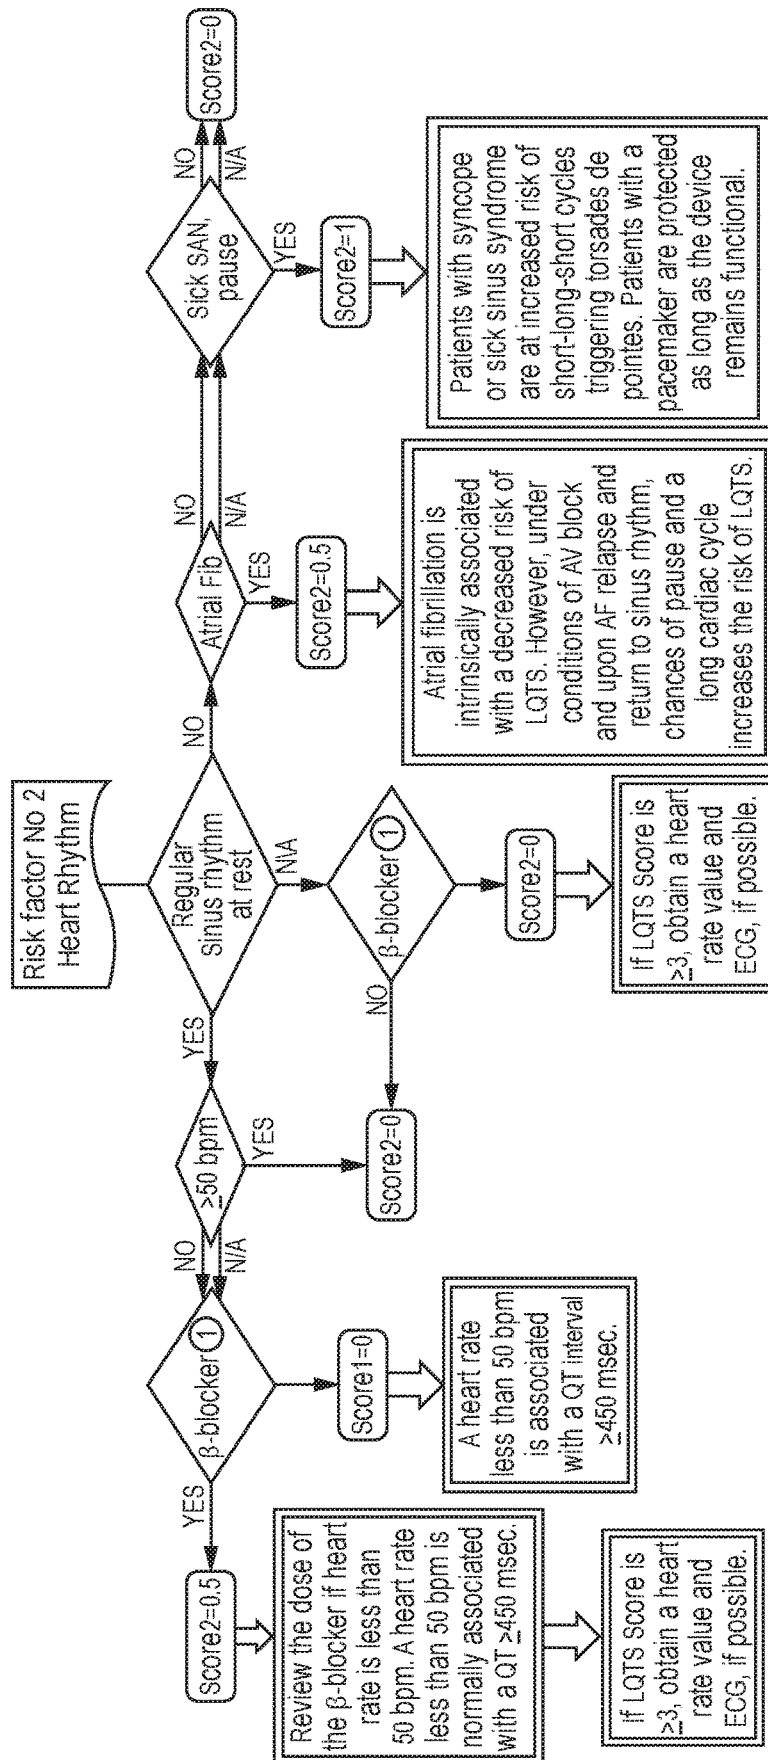 Risk factor No 2
Heart Rhythm
Regular
Sinus rhythm
at rest
YES
NO
N\A
≥50 bpm
NO
N/A
YES
β-blocker 1
YES
Score2=0.5
Review the dose of
the β-blocker if heart
rate is less than
50 bpm. A heart rate
less than 50 bpm is
normally associated
with a QT ≥450 msec.
If LQTS Score is
≥3, obtain a heart
rate value and
ECG, if possible.
Score1=0
A heart rate
less than 50 bpm
is associated
with a QT interval
≥450 msec.
Score2=0
β-blocker 1
NO
Score2=0
If LQTS Score is
≥3, obtain a heart
rate value and
ECG, if possible.
Atrial Fib
NO
N/A
YES
Score2=0.5
Atrial fibrillation is
intrinsically associated
with a decreased risk of
LQTS. However, under
conditions of AV block
and upon AF relapse and
return to sinus rhythm,
chances of pause and a
long cardiac cycle
increases the risk of LQTS.
Sick SAN,
pause
NO
N/A
YES
Score2=0
Score2=1
Patients with syncope
or sick sinus syndrome
are at increased risk of
short-long-short cycles
triggering torsades de
pointes. Patients with a
pacemaker are protected
as long as the device
remains functional.